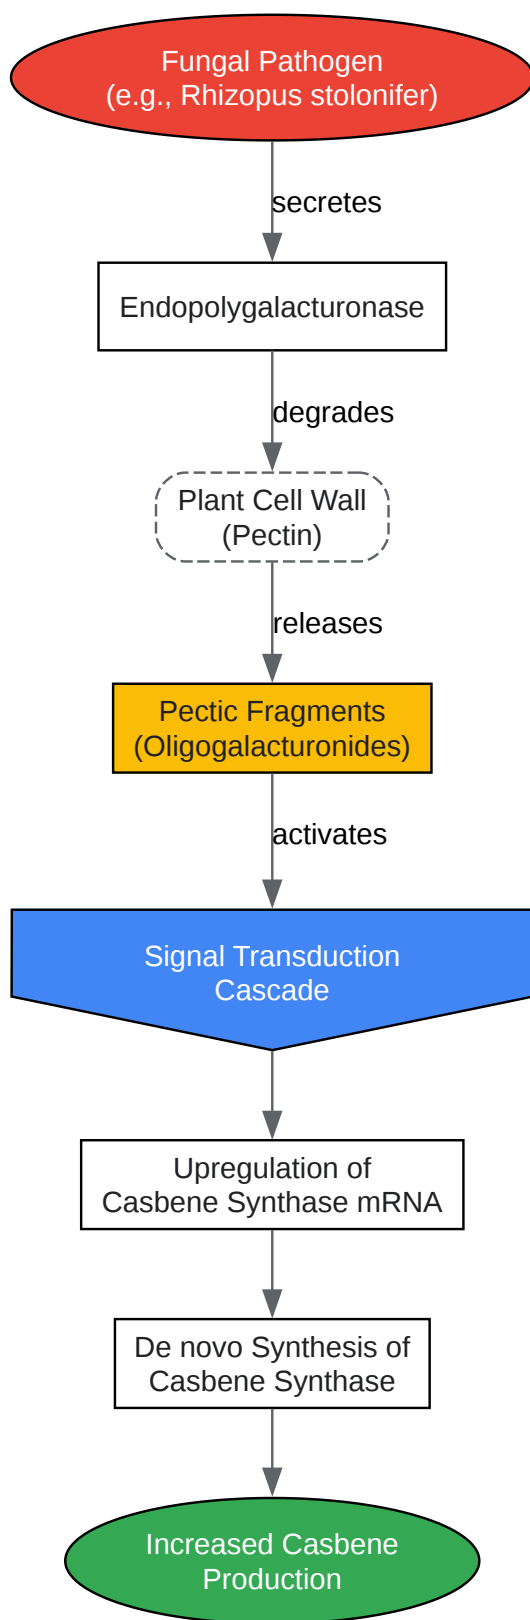 Fungal Pathogen
(e.g., Rhizopus stolonifer)
secretes
Endopolygalacturonase
degrades
Plant Cell Wall
(Pectin)
releases
Pectic Fragments
(Oligogalacturonides)
activates
Signal Transduction
Cascade
Upregulation of
Casbene Synthase mRNA
De novo Synthesis of
Casbene Synthase
Increased Casbene
Production